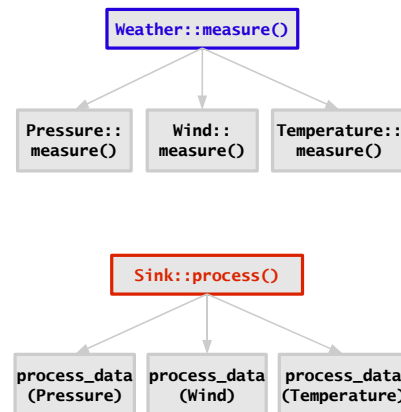 Weather::measure()
Pressure::
measure()
Wind::
measure()
Temperature::
measure()
Sink::process()
process_data
(Pressure)
process_data
(Wind)
process_data
(Temperature)